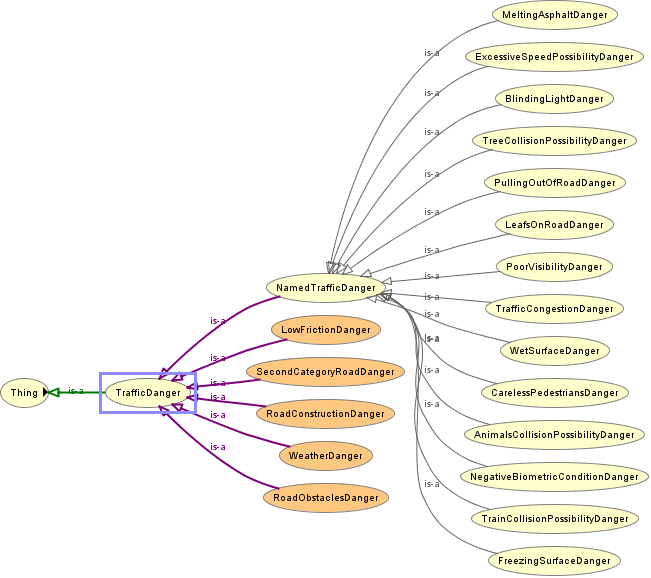 MeltingAsphaltDanger
is-a
ExcessiveSpeedPossibilityDanger
is-a
BlindingLightDanger
is-a
TreeCollisionPossibilityDanger
is-a
PullingOutOfRoadDanger
is-a
LeafsOnRoadDanger
is-a
PoorVisibilityDanger
is-a
NamedTrafficDanger
is-a
TrafficCongestionDanger
is-a
is-a
LowFrictionDanger
is-a
WetSurfaceDanger
is-a
SecondCategoryRoadDanger
is-a
is-a
Thing
is-a
TrafficDanger
is-a
CarelessPedestriansDanger
is-a
RoadConstructionDanger
is-a
AnimalsCollisionPossibilityDanger
is-a
WeatherDanger
NegativeBiometricConditionDanger
is-a
RoadObstaclesDanger
TrainCollisionPossibilityDanger
FreezingSurfaceDanger